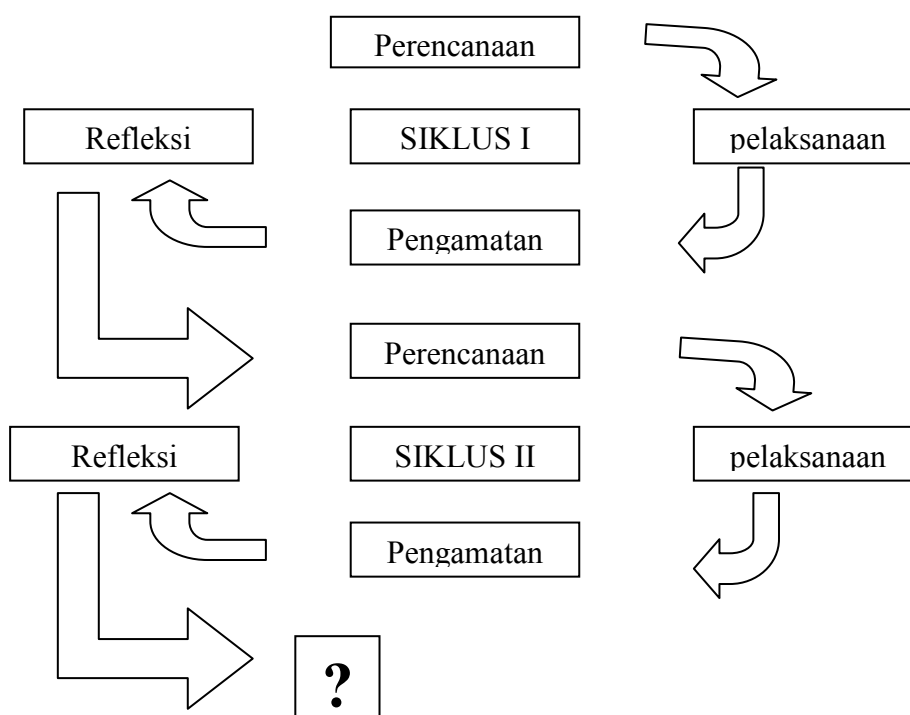 Perencanaan
Refleksi
SIKLUS I
pelaksanaan
Pengamatan
Perencanaan
Refleksi
SIKLUS II
pelaksanaan
Pengamatan
?